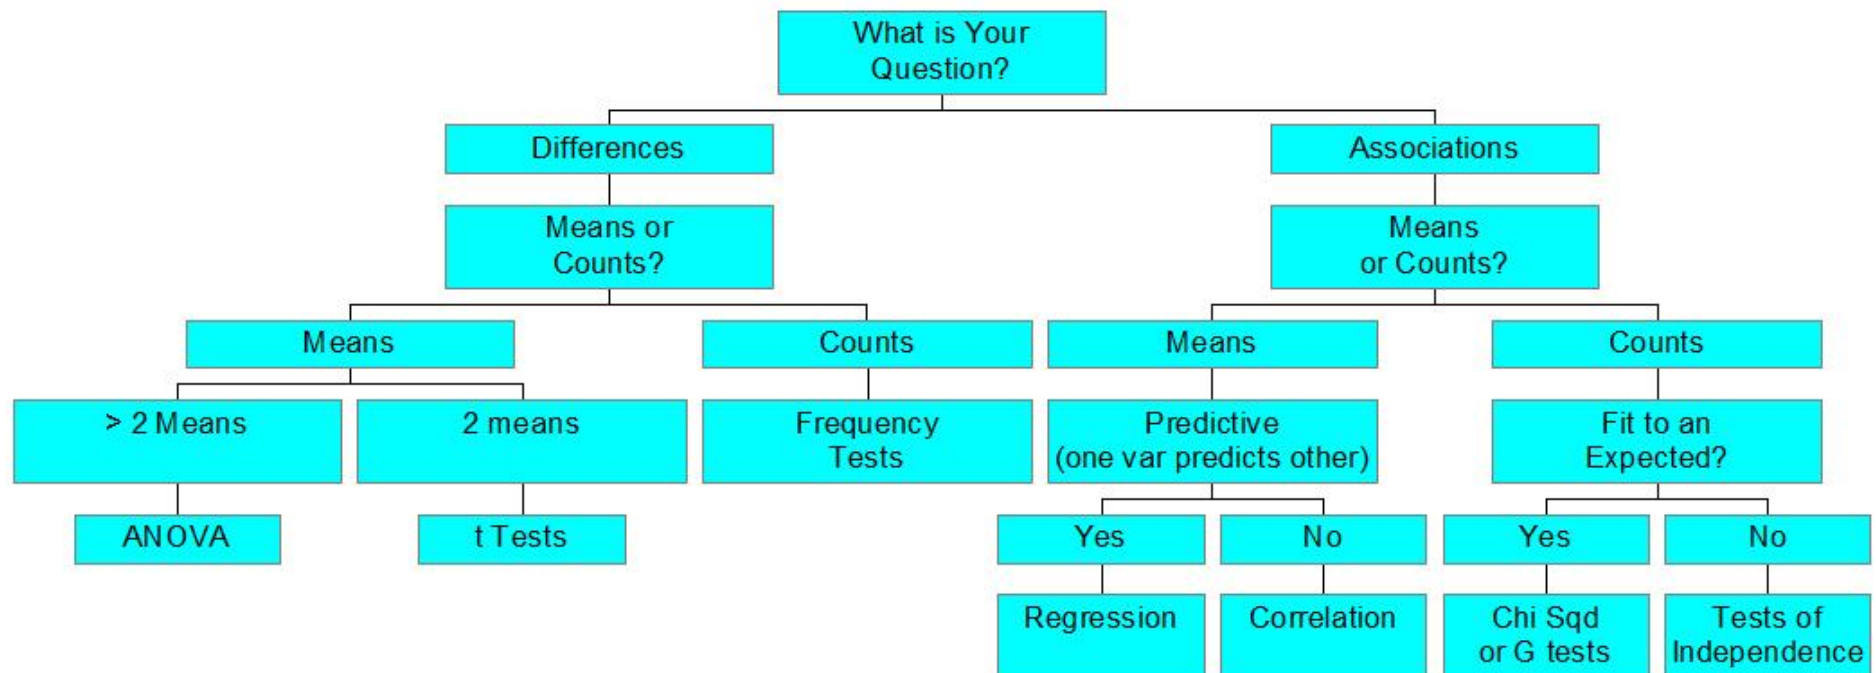 What is Your
Question?
Differences
Associations
Means or
Counts?
Means
or Counts?
Means
Counts
Means
Counts
> 2 Means
2 means
Frequency
Tests
Predictive
(one var predicts other)
Fit to an
Expected?
ANOVA
t Tests
Yes
No
Yes
No
Regression
Correlation
Chi Sqd
or G tests
Tests of
Independence